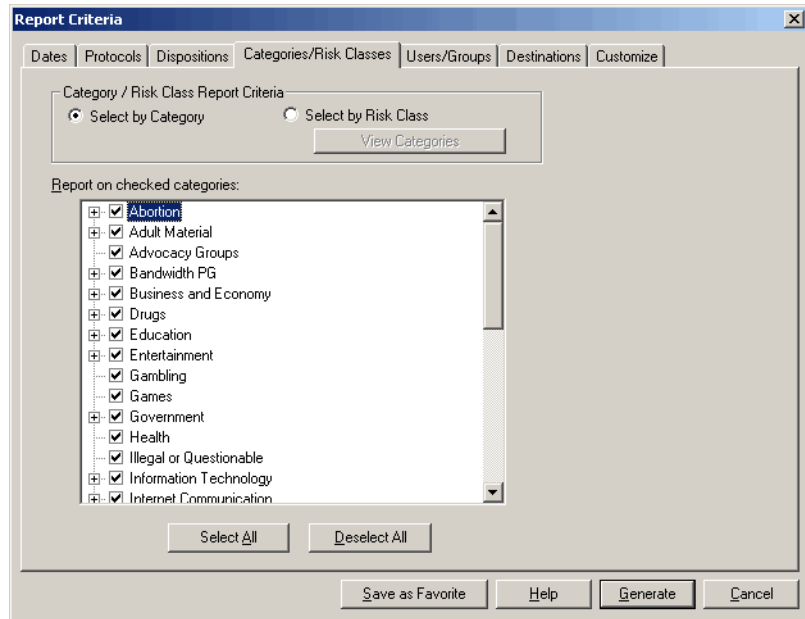 Report Criteria
Dates Protocols Dispositions Categories/Risk Classes Users/Groups Destinations Customize
Category / Risk Class Report Criteria
Select by Category Select by Risk Class
View Categories
Report on checked categories:
Abortion
Adult Material
Advocacy Groups
Bandwidth PG
Business and Economy
Drugs
Education
Entertainment
Gambling
Games
Government
Health
Illegal or Questionable
Information Technology
Internet Communication
Select All Deselect All
Save as Favorite Help Generate Cancel